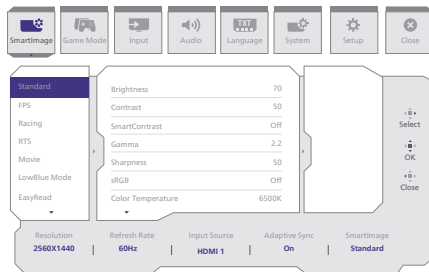 SmartImage
Game Mode
Input
Audio
TXT
Language
System
Setup
Close
Standard
FPS
Racing
RTS
Movie
LowBlue Mode
EasyRead
Brightness 70
Contrast 50
SmartContrast Off
Gamma 2.2
Sharpness 50
sRGB Off
Color Temperature 6500K
Select
OK
Close
Resolution Refresh Rate Input Source Adaptive Sync SmartImage
2560X1440 60Hz HDMI 1 On Standard